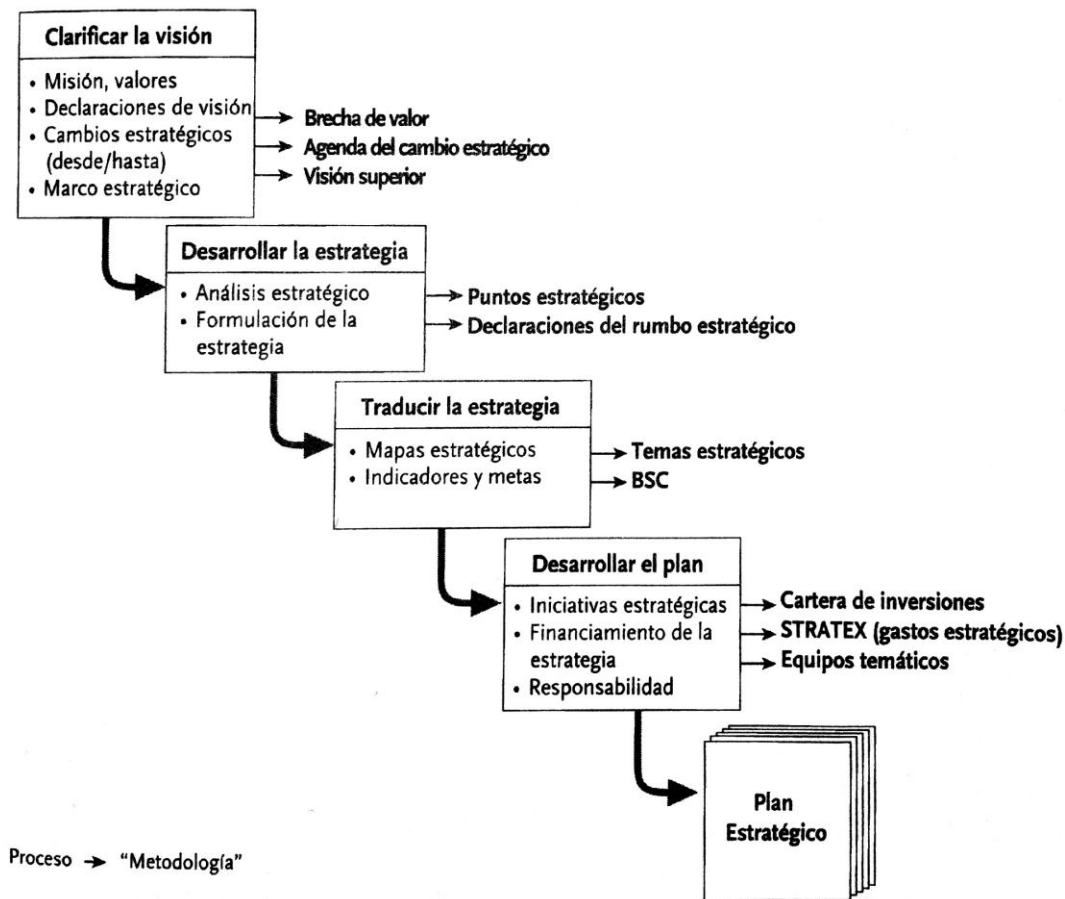 Clarificar la visión
• Misión, valores
• Declaraciones de visión
• Cambios estratégicos
(desde/hasta)
• Marco estratégico
Brecha de valor
Agenda del cambio estratégico
Visión superior
Desarrollar la estrategia
• Análisis estratégico
• Formulación de la
estrategia
Puntos estratégicos
Declaraciones del rumbo estratégico
Traducir la estrategia
• Mapas estratégicos
• Indicadores y metas
Temas estratégicos
BSC
Desarrollar el plan
• Iniciativas estratégicas
• Financiamiento de la
estrategia
• Responsabilidad
Cartera de inversiones
STRATEX (gastos estratégicos)
Equipos temáticos
Plan
Estratégico
Proceso → “Metodología”